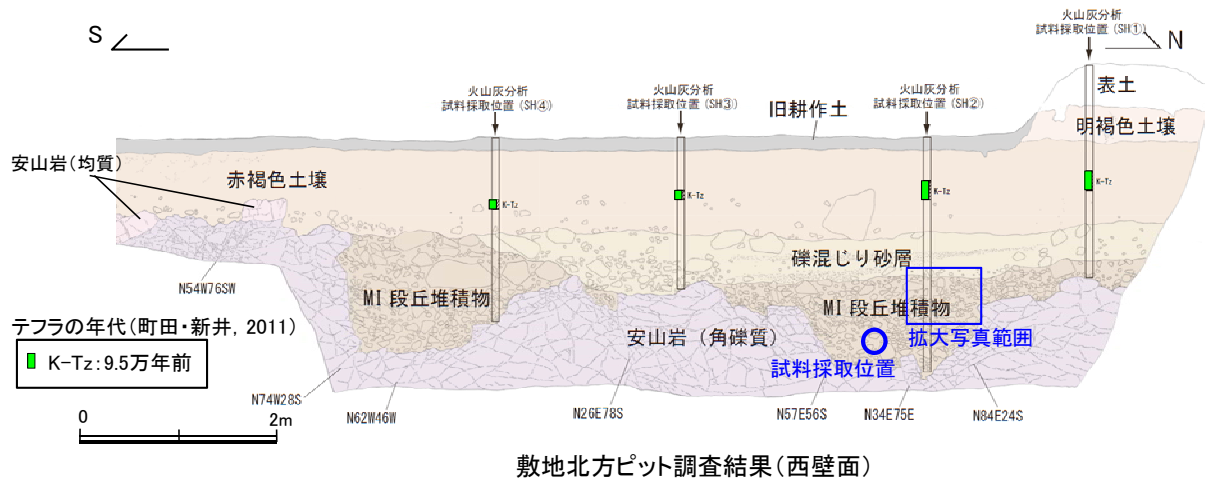 S
N
火山灰分析
試料採取位置 (SH①)
火山灰分析
試料採取位置 (SH④)
火山灰分析
試料採取位置 (SH③)
火山灰分析
試料採取位置 (SH②)
表土
旧耕作土
明褐色土壌
安山岩(均質)
赤褐色土壌
K-Tz
K-Tz
K-Tz
K-Tz
礫混じり砂層
N54W76SW
MⅠ段丘堆積物
MⅠ段丘堆積物
安山岩(角礫質)
拡大写真範囲
試料採取位置
テフラの年代(町田・新井, 2011)
K-Tz:9.5万年前
N74W28S
N62W46W
N26E78S
N57E56S
N34E75E
N84E24S
0
2m
敷地北方ピット調査結果(西壁面)